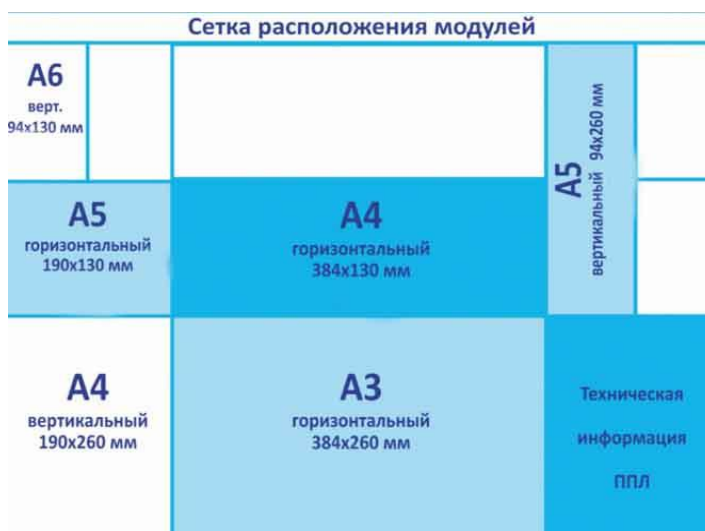 Сетка расположения модулей
А6
верт.
94х130 мм
А5
вертикальный 94х260 мм
А5
горизонтальный
190х130 мм
А4
горизонтальный
384х130 мм
А4
вертикальный
190х260 мм
А3
горизонтальный
384х260 мм
Техническая
информация
ППЛ